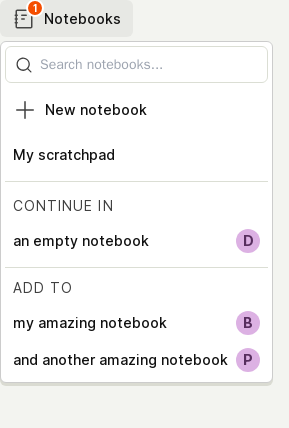 1
Notebooks
Search notebooks...
New notebook
My scratchpad
CONTINUE IN
an empty notebook D
ADD TO
my amazing notebook B
and another amazing notebook P